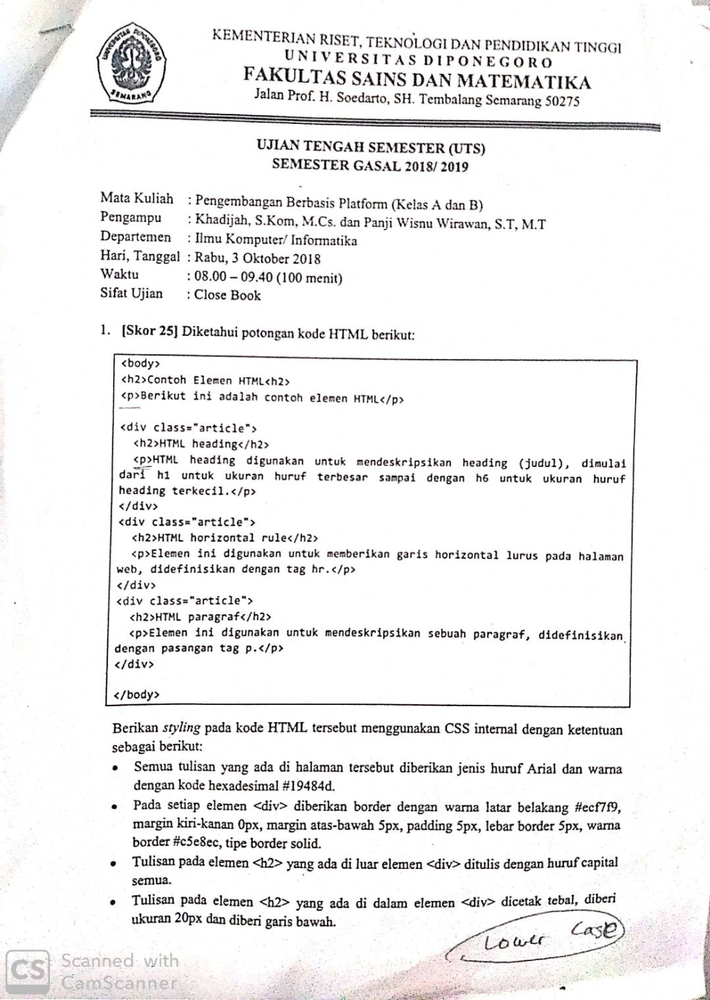 UNIVERSITAS DIPONEGORO
SEMARANG
KEMENTERIAN RISET, TEKNOLOGI DAN PENDIDIKAN TINGGI
UNIVERSITAS DIPONEGORO
FAKULTAS SAINS DAN MATEMATIKA
Jalan Prof. H. Soedarto, SH. Tembalang Semarang 50275
UJIAN TENGAH SEMESTER (UTS)
SEMESTER GASAL 2018/ 2019
Mata Kuliah : Pengembangan Berbasis Platform (Kelas A dan B)
Pengampu : Khadijah, S.Kom, M.Cs. dan Panji Wisnu Wirawan, S.T, M.T
Departemen : Ilmu Komputer/ Informatika
Hari, Tanggal : Rabu, 3 Oktober 2018
Waktu : 08.00 – 09.40 (100 menit)
Sifat Ujian : Close Book
1. [Skor 25] Diketahui potongan kode HTML berikut:
<body>
<h2>Contoh Elemen HTML<h2>
<p>Berikut ini adalah contoh elemen HTML</p>
<div class="article">
<h2>HTML heading</h2>
<p>HTML heading digunakan untuk mendeskripsikan heading (judul), dimulai
dari h1 untuk ukuran huruf terbesar sampai dengan h6 untuk ukuran huruf
heading terkecil.</p>
</div>
<div class="article">
<h2>HTML horizontal rule</h2>
<p>Elemen ini digunakan untuk memberikan garis horizontal lurus pada halaman
web, didefinisikan dengan tag hr.</p>
</div>
<div class="article">
<h2>HTML paragraf</h2>
<p>Elemen ini digunakan untuk mendeskripsikan sebuah paragraf, didefinisikan
dengan pasangan tag p.</p>
</div>
</body>
Berikan styling pada kode HTML tersebut menggunakan CSS internal dengan ketentuan
sebagai berikut:
• Semua tulisan yang ada di halaman tersebut diberikan jenis huruf Arial dan warna
dengan kode hexadesimal #19484d.
• Pada setiap elemen <div> diberikan border dengan warna latar belakang #ecf7f9,
margin kiri-kanan 0px, margin atas-bawah 5px, padding 5px, lebar border 5px, warna
border #c5e8ec, tipe border solid.
• Tulisan pada elemen <h2> yang ada di luar elemen <div> ditulis dengan huruf capital
semua.
• Tulisan pada elemen <h2> yang ada di dalam elemen <div> dicetak tebal, diberi
ukuran 20px dan diberi garis bawah.
Lower Case
CS Scanned with
CamScanner